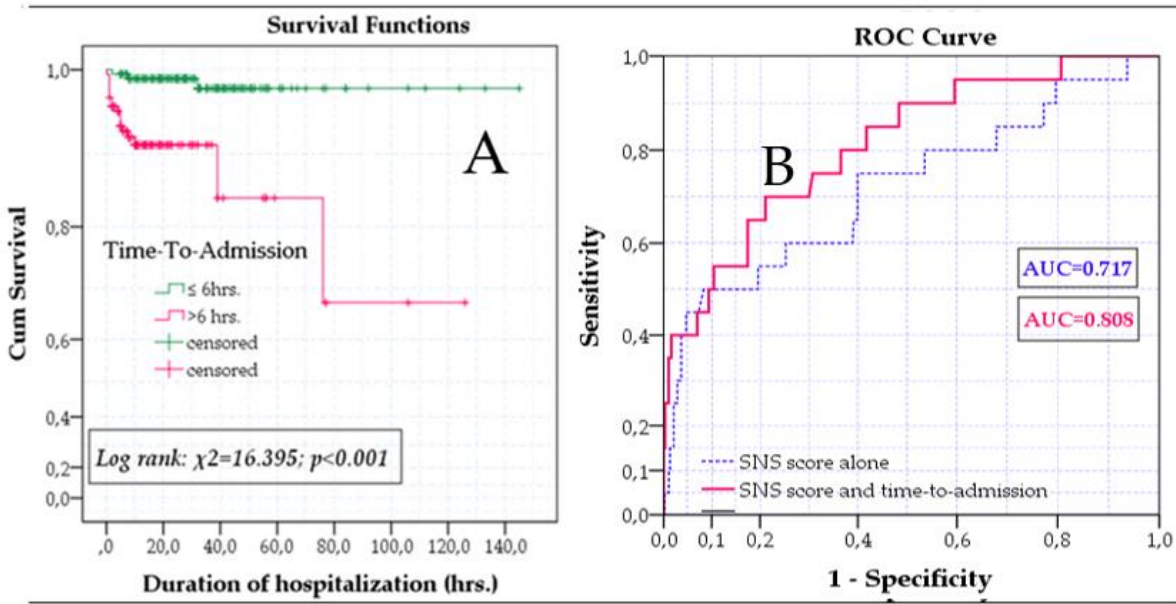 Survival Functions
1,0
0,8
0,6
0,4
0,2
0,0
Cum Survival
A
Time-To-Admission
≤ 6hrs.
>6 hrs.
censored
censored
Log rank: χ2=16.395; p<0.001
,0 20,0 40,0 60,0 80,0 100,0 120,0 140,0
Duration of hospitalization (hrs.)
ROC Curve
1,0
0,8
0,6
0,4
0,2
0,1
0,0
Sensitivity
B
AUC=0.717
AUC=0.808
SNS score alone
SNS score and time-to-admission
0,0 0,1 0,2 0,4 0,6 0,8 1,0
1 - Specificity